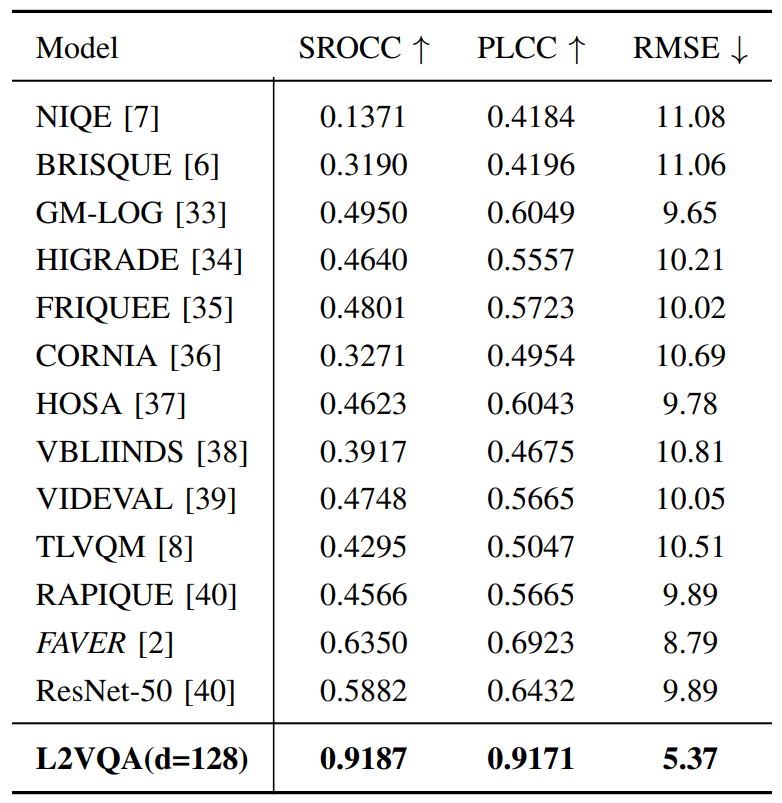 Model SROCC ↑ PLCC ↑ RMSE ↓
NIQE [7] 0.1371 0.4184 11.08
BRISQUE [6] 0.3190 0.4196 11.06
GM-LOG [33] 0.4950 0.6049 9.65
HIGRADE [34] 0.4640 0.5557 10.21
FRIQUEE [35] 0.4801 0.5723 10.02
CORNIA [36] 0.3271 0.4954 10.69
HOSA [37] 0.4623 0.6043 9.78
VBLIINDS [38] 0.3917 0.4675 10.81
VIDEVAL [39] 0.4748 0.5665 10.05
TLVQM [8] 0.4295 0.5047 10.51
RAPIQUE [40] 0.4566 0.5665 9.89
FAVER [2] 0.6350 0.6923 8.79
ResNet-50 [40] 0.5882 0.6432 9.89
L2VQA(d=128) 0.9187 0.9171 5.37